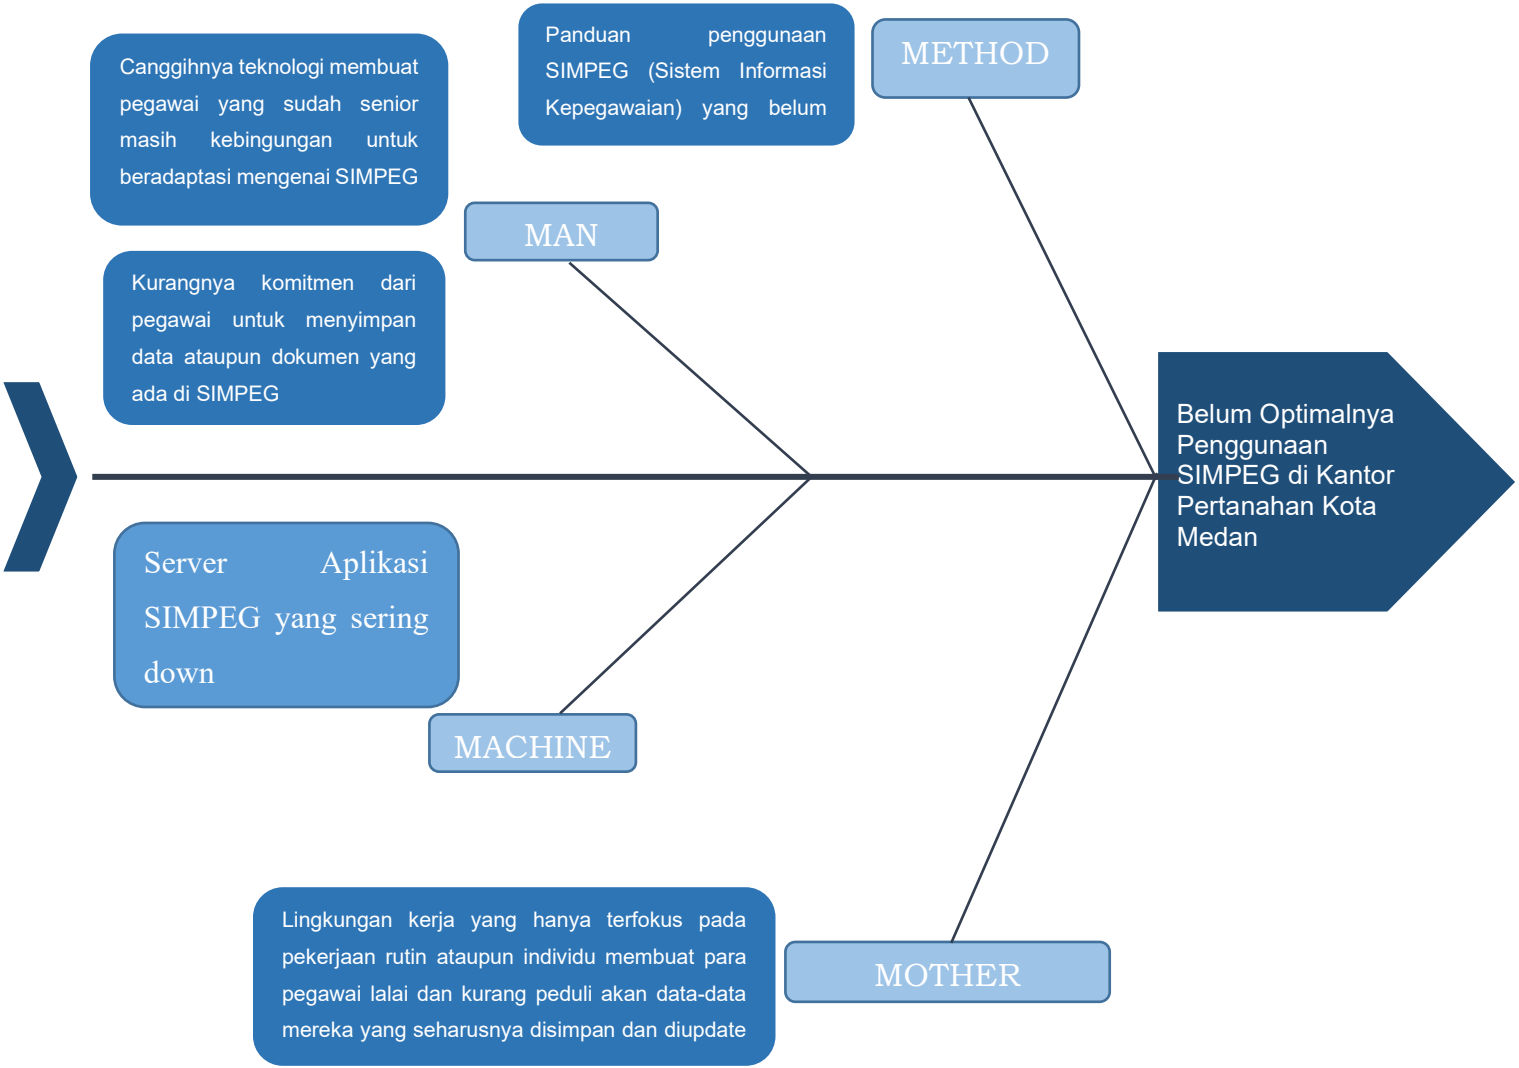 Canggihnya teknologi membuat
pegawai yang sudah senior
masih kebingungan untuk
beradaptasi mengenai SIMPEG
Panduan penggunaan
SIMPEG (Sistem Informasi
Kepegawaian) yang belum
METHOD
MAN
Kurangnya komitmen dari
pegawai untuk menyimpan
data ataupun dokumen yang
ada di SIMPEG
Belum Optimalnya
Penggunaan
SIMPEG di Kantor
Pertanahan Kota
Medan
Server Aplikasi
SIMPEG yang sering
down
MACHINE
Lingkungan kerja yang hanya terfokus pada
pekerjaan rutin ataupun individu membuat para
pegawai lalai dan kurang peduli akan data-data
mereka yang seharusnya disimpan dan diupdate
MOTHER